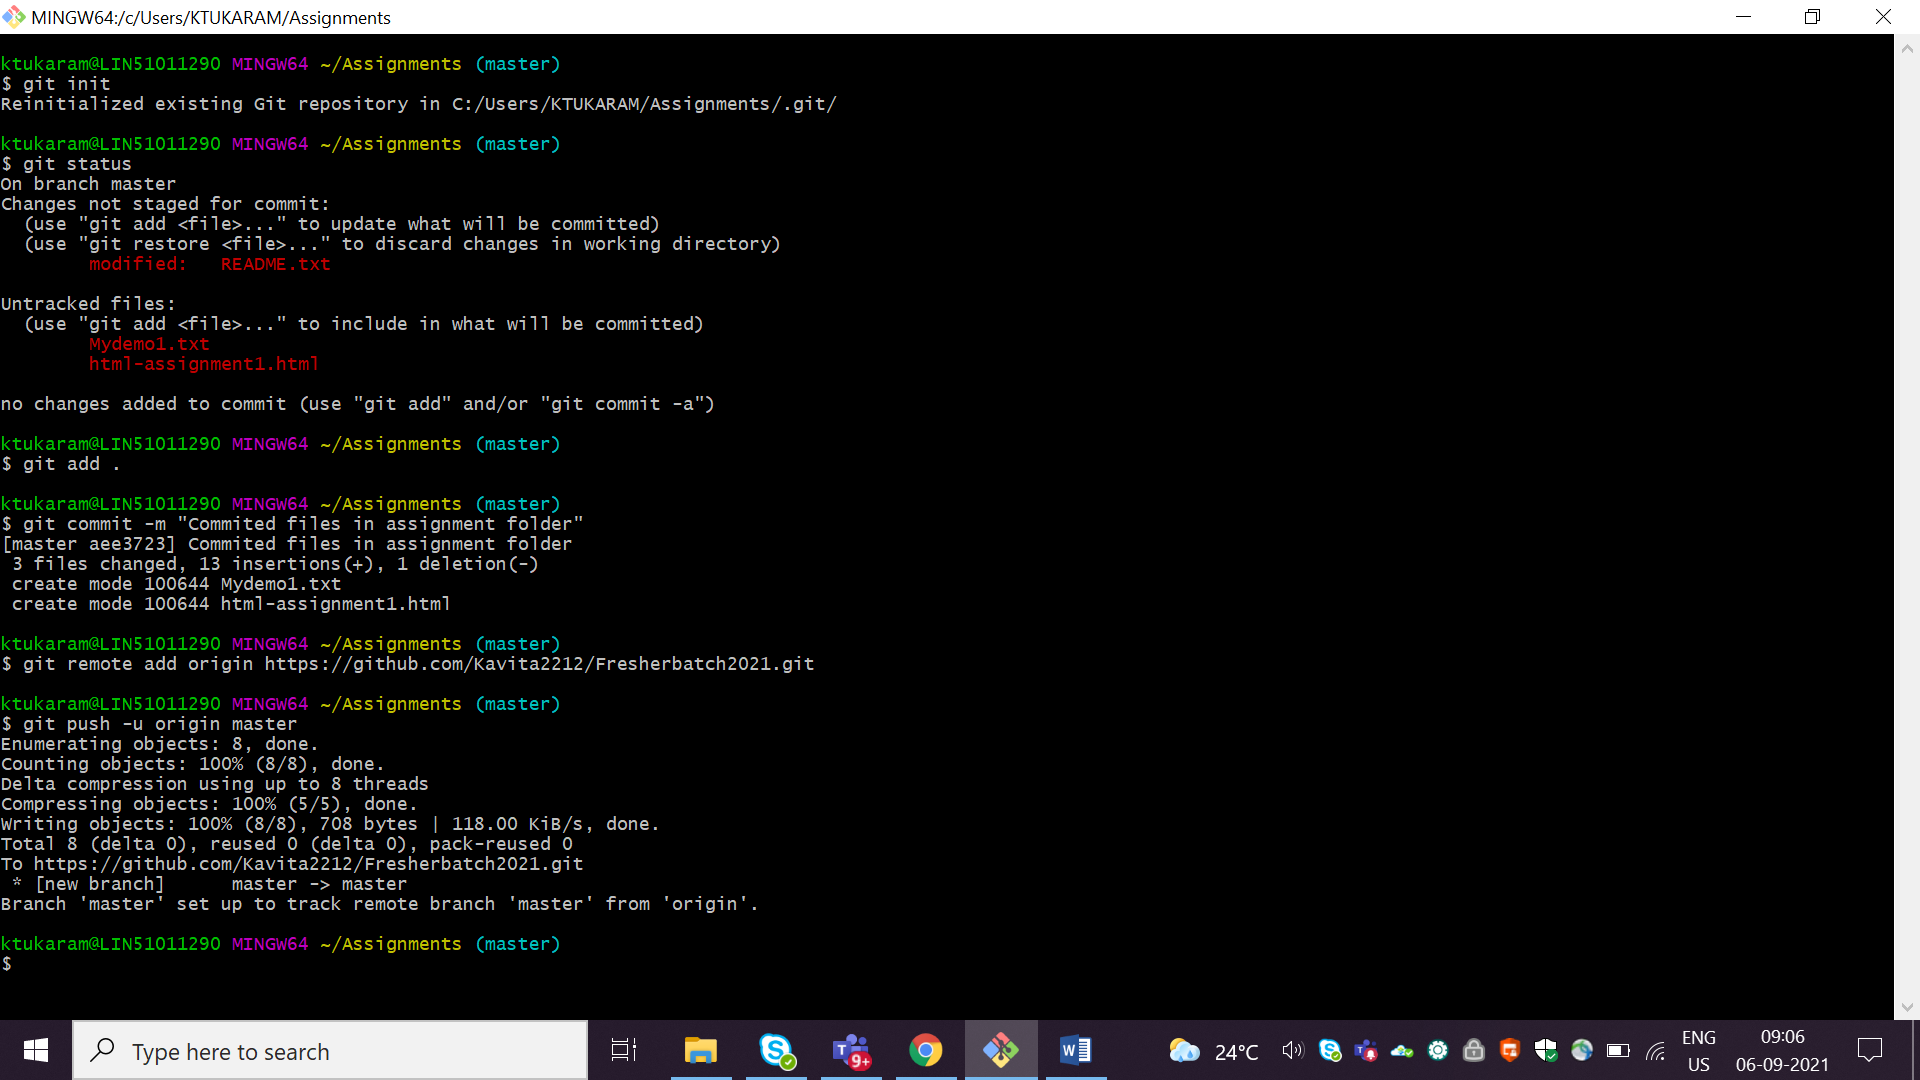 MINGW64:/c/Users/KTUKARAM/Assignments
ktukaram@LIN51011290 MINGW64 ~/Assignments (master)
$ git init
Reinitialized existing Git repository in C:/Users/KTUKARAM/Assignments/.git/
ktukaram@LIN51011290 MINGW64 ~/Assignments (master)
$ git status
On branch master
Changes not staged for commit:
  (use "git add <file>..." to update what will be committed)
  (use "git restore <file>..." to discard changes in working directory)
        modified:   README.txt
Untracked files:
  (use "git add <file>..." to include in what will be committed)
        Mydemo1.txt
        html-assignment1.html
no changes added to commit (use "git add" and/or "git commit -a")
ktukaram@LIN51011290 MINGW64 ~/Assignments (master)
$ git add .
ktukaram@LIN51011290 MINGW64 ~/Assignments (master)
$ git commit -m "Commited files in assignment folder"
[master aee3723] Commited files in assignment folder
 3 files changed, 13 insertions(+), 1 deletion(-)
 create mode 100644 Mydemo1.txt
 create mode 100644 html-assignment1.html
ktukaram@LIN51011290 MINGW64 ~/Assignments (master)
$ git remote add origin https://github.com/Kavita2212/Fresherbatch2021.git
ktukaram@LIN51011290 MINGW64 ~/Assignments (master)
$ git push -u origin master
Enumerating objects: 8, done.
Counting objects: 100% (8/8), done.
Delta compression using up to 8 threads
Compressing objects: 100% (5/5), done.
Writing objects: 100% (8/8), 708 bytes | 118.00 KiB/s, done.
Total 8 (delta 0), reused 0 (delta 0), pack-reused 0
To https://github.com/Kavita2212/Fresherbatch2021.git
 * [new branch]      master -> master
Branch 'master' set up to track remote branch 'master' from 'origin'.
ktukaram@LIN51011290 MINGW64 ~/Assignments (master)
$
Type here to search
9+
24°C
ENG
US
09:06
06-09-2021